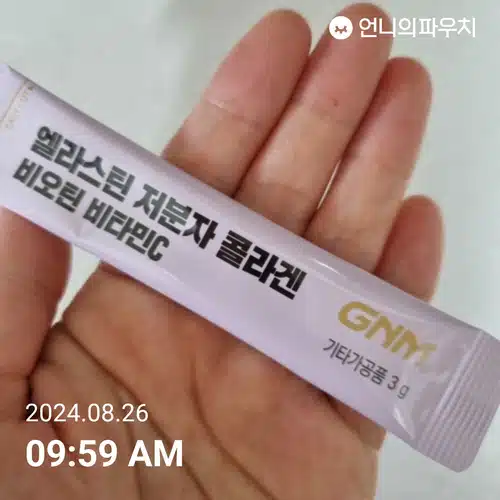 언니의파우치
엘라스틴 저분자 콜라겐
비오틴 비타민C
GNM
기타가공품 3 g
2024.08.26
09:59 AM